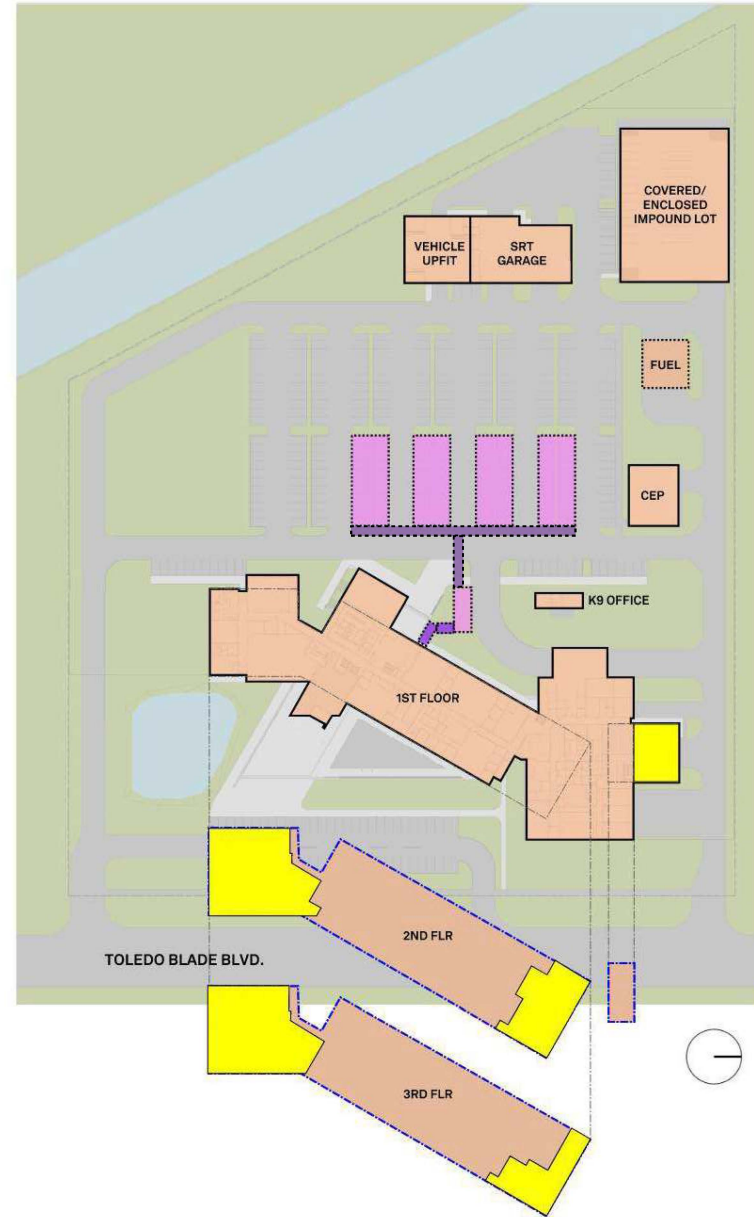 COVERED/
ENCLOSED
IMPOUND LOT
VEHICLE
UPFIT
SRT
GARAGE
FUEL
CEP
K9 OFFICE
1ST FLOOR
2ND FLR
TOLEDO BLADE BLVD.
3RD FLR